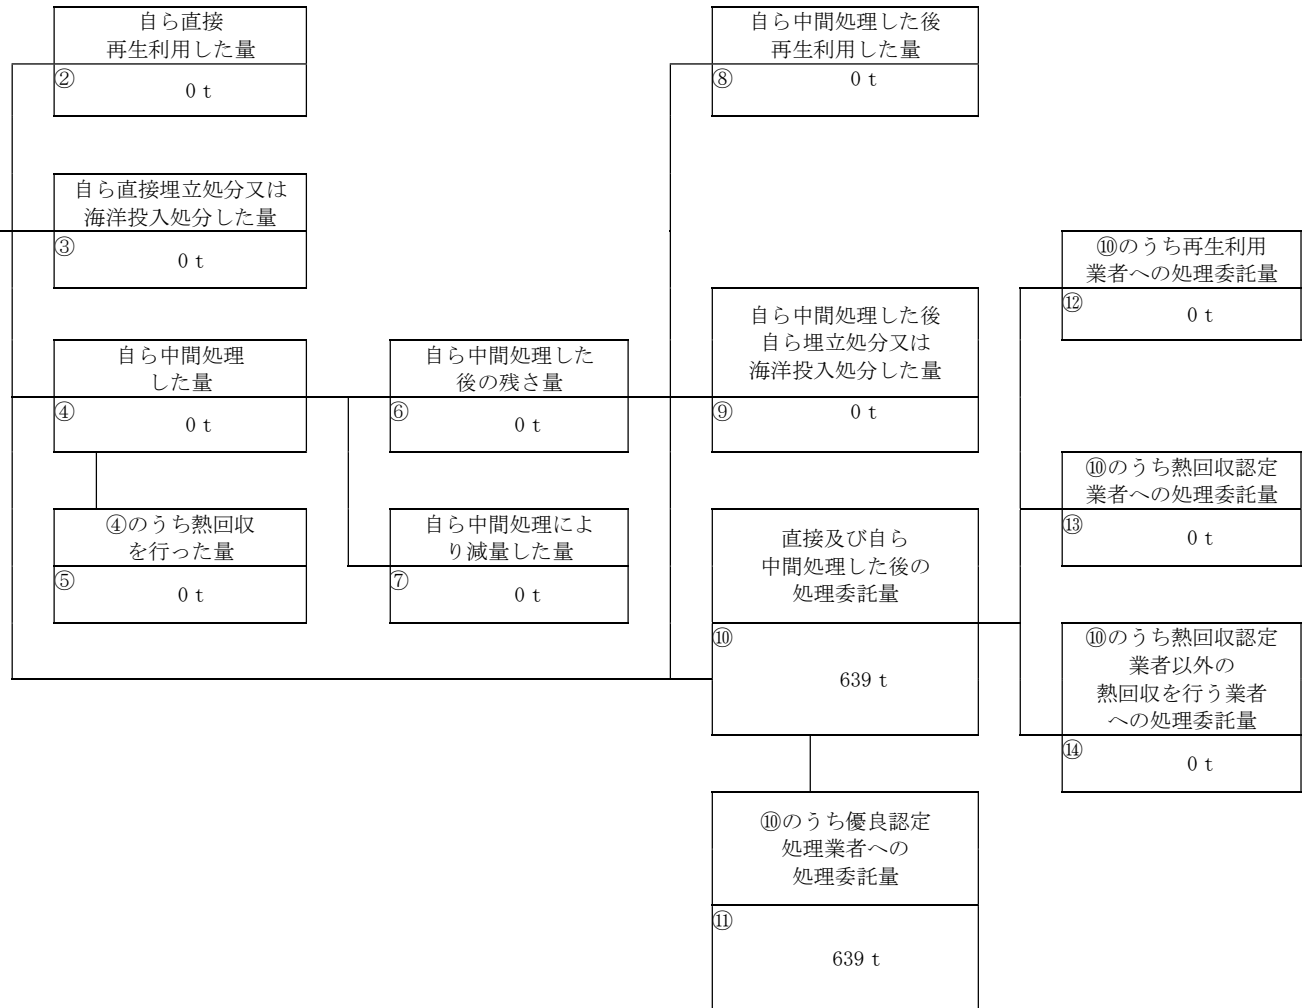 自ら直接
再生利用した量
②
0 t
自ら中間処理した後
再生利用した量
⑧
0 t
自ら直接埋立処分又は
海洋投入処分した量
③
0 t
⑩のうち再生利用
業者への処理委託量
⑫
0 t
自ら中間処理した後
自ら埋立処分又は
海洋投入処分した量
⑨
0 t
自ら中間処理
した量
④
0 t
自ら中間処理した
後の残さ量
⑥
0 t
⑩のうち熱回収認定
業者への処理委託量
⑬
0 t
④のうち熱回収
を行った量
⑤
0 t
自ら中間処理によ
り減量した量
⑦
0 t
直接及び自ら
中間処理した後の
処理委託量
⑩
639 t
⑩のうち熱回収認定
業者以外の
熱回収を行う業者
への処理委託量
⑭
0 t
⑩のうち優良認定
処理業者への
処理委託量
⑪
639 t